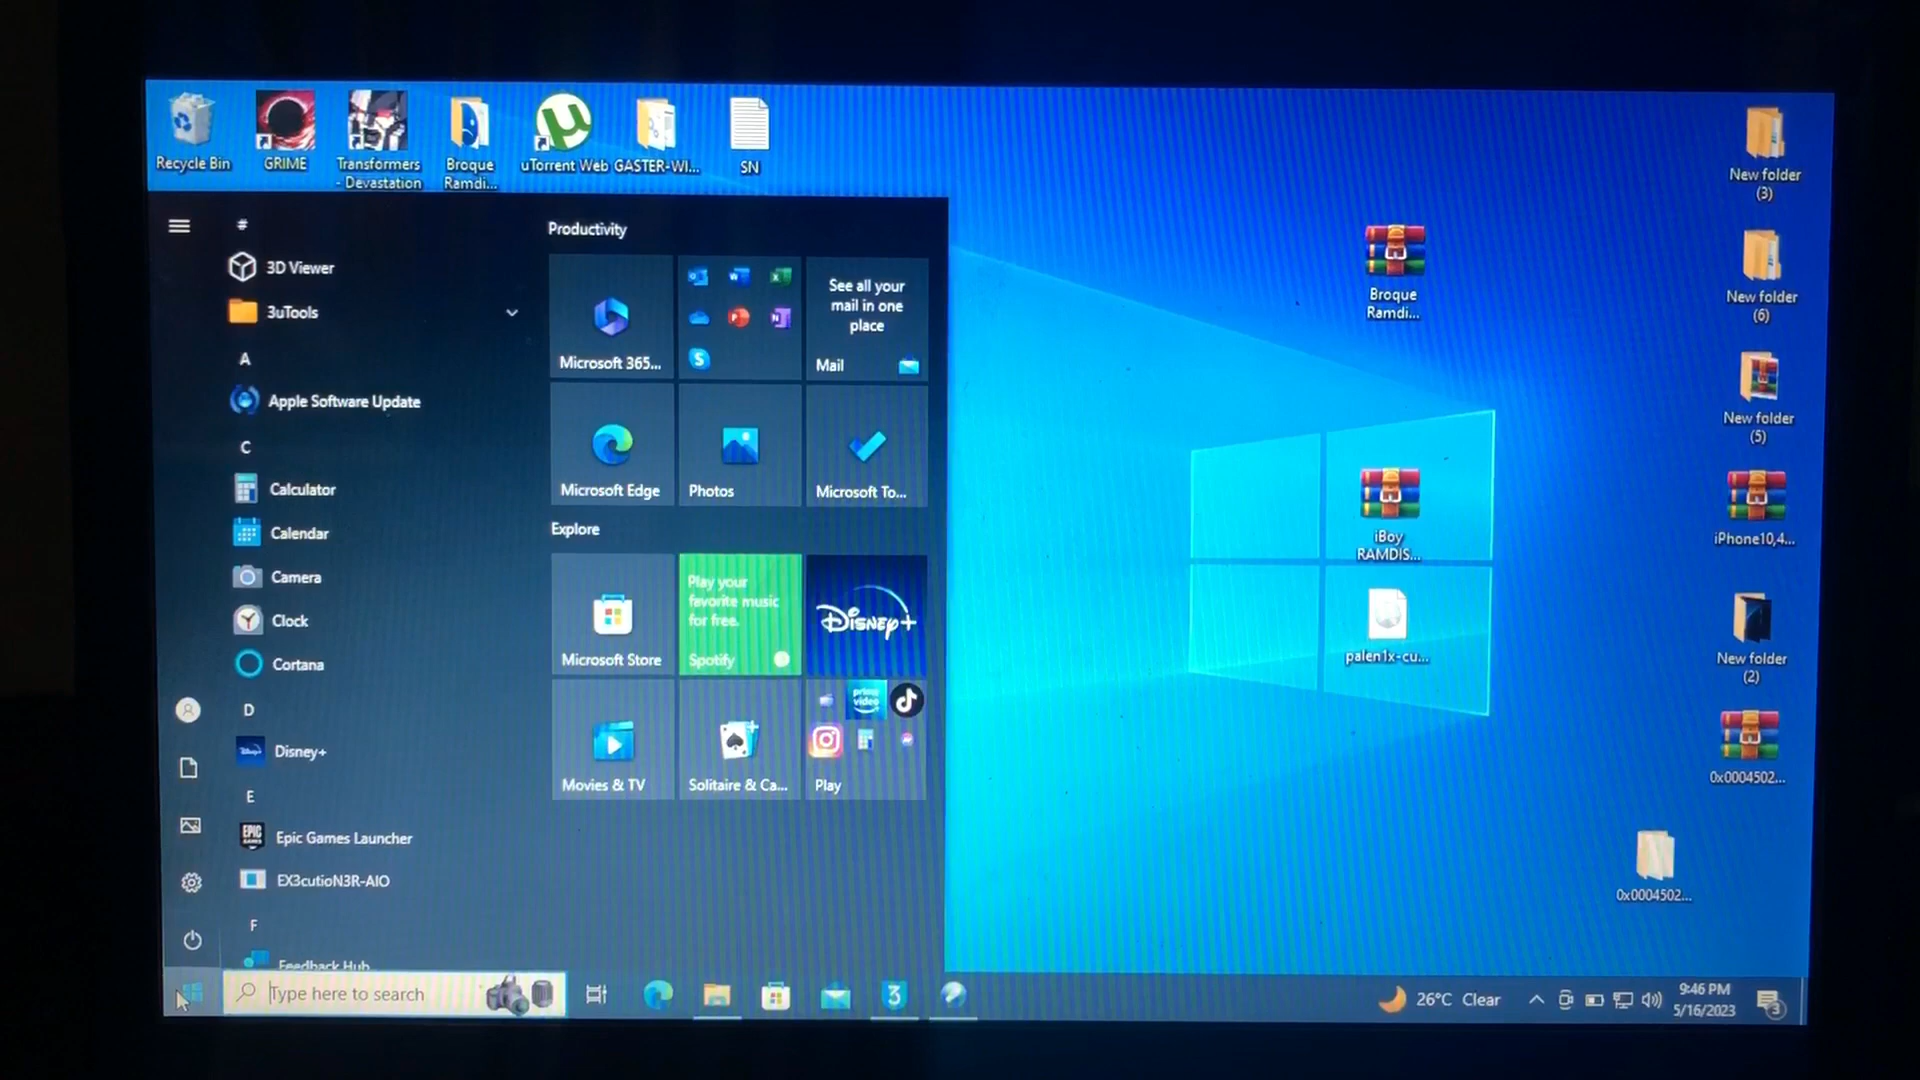 Recycle Bin
GRIME
Transformers
- Devastation
Broque
Ramdi...
uTorrent Web
GASTER-WI...
SN
#
3D Viewer
3uTools
A
Apple Software Update
C
Calculator
Calendar
Camera
Clock
Cortana
D
Disney+
E
EPIC
GAMES
Epic Games Launcher
EX3cutioN3R-AIO
F
Feedback Hub
Productivity
Microsoft 365...
See all your
mail in one
place
Mail
Microsoft Edge
Photos
Microsoft To...
Explore
Microsoft Store
Play your
favorite music
for free.
Spotify
Disney+
Movies & TV
Solitaire & Ca...
prime
video
Play
Broque
Ramdi...
iBoy
RAMDIS...
palen1x-cu...
New folder
(3)
New folder
(6)
New folder
(5)
iPhone10,4...
New folder
(2)
0x0004502...
0x0004502...
Type here to search
3
26°C Clear
9:46 PM
5/16/2023
3